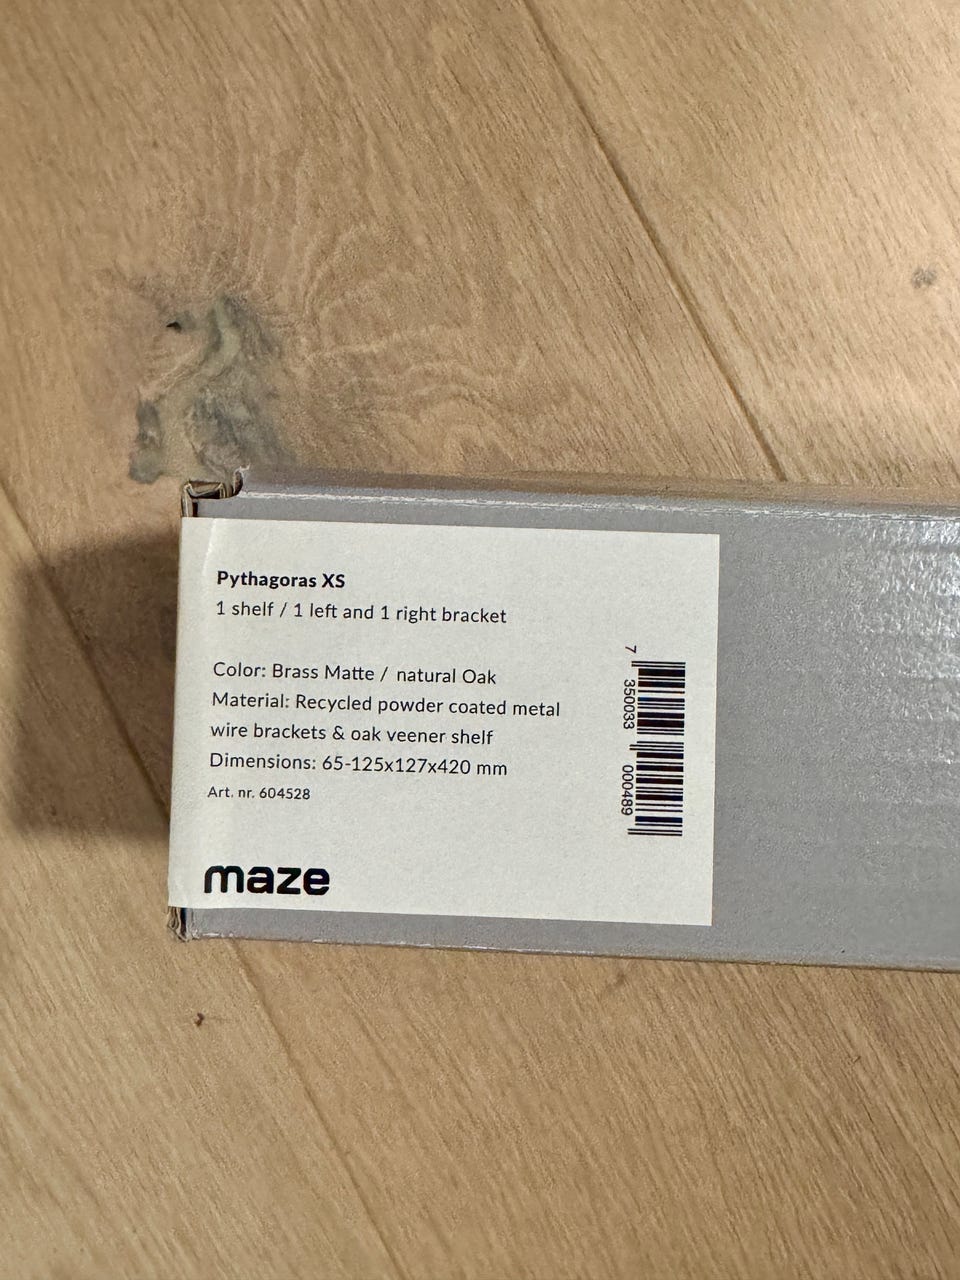 Pythagoras XS
1 shelf / 1 left and 1 right bracket
Color: Brass Matte / natural Oak
Material: Recycled powder coated metal
wire brackets & oak veener shelf
Dimensions: 65-125x127x420 mm
Art. nr. 604528
maze
7 350033 000489